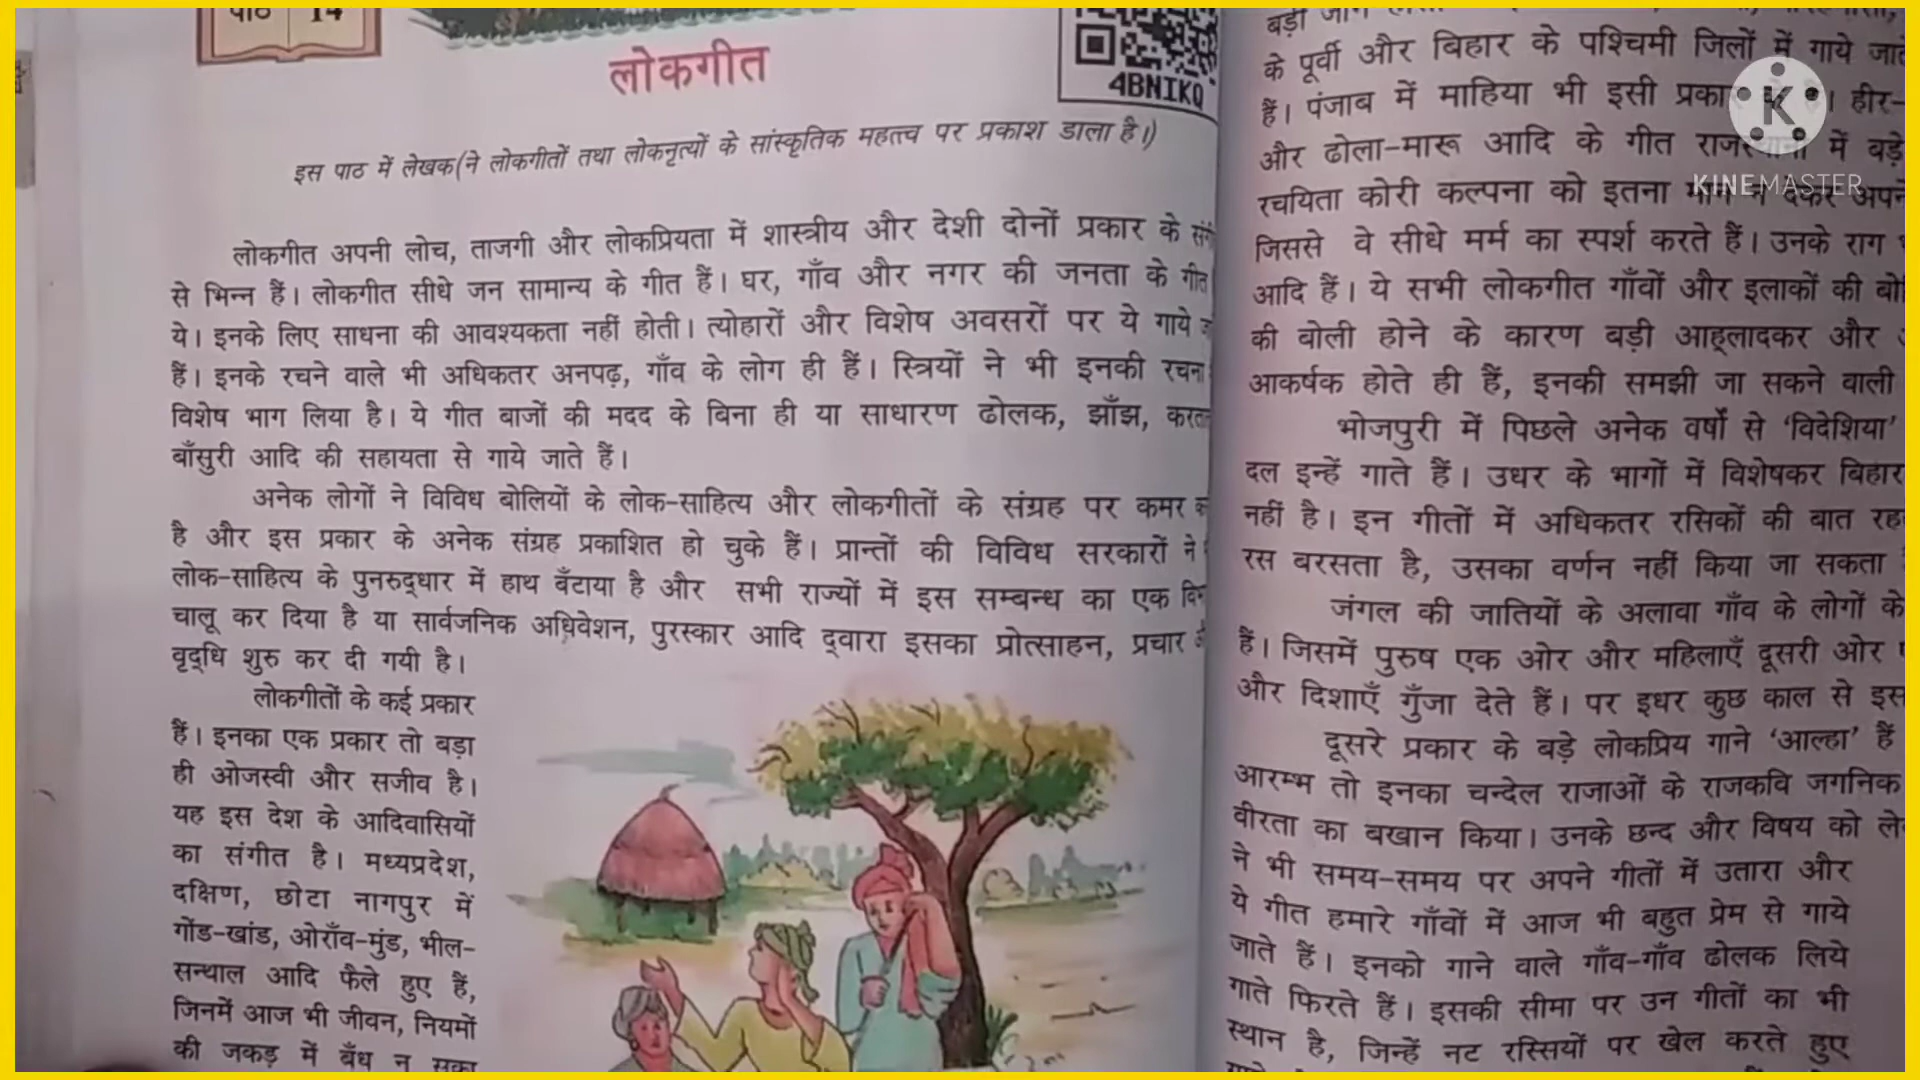 पाठ 14
लोकगीत
4BNIKQ
इस पाठ में लेखक(ने लोकगीतों तथा लोकनृत्यों के सांस्कृतिक महत्त्व पर प्रकाश डाला है।)
लोकगीत अपनी लोच, ताजगी और लोकप्रियता में शास्त्रीय और देशी दोनों प्रकार के
से भिन्न हैं। लोकगीत सीधे जन सामान्य के गीत हैं। घर, गाँव और नगर की जनता के गीत
ये। इनके लिए साधना की आवश्यकता नहीं होती। त्योहारों और विशेष अवसरों पर ये गाये
हैं। इनके रचने वाले भी अधिकतर अनपढ़, गाँव के लोग ही हैं। स्त्रियों ने भी इनकी रचना
विशेष भाग लिया है। ये गीत बाजों की मदद के बिना ही या साधारण ढोलक, झाँझ,
बाँसुरी आदि की सहायता से गाये जाते हैं।
अनेक लोगों ने विविध बोलियों के लोक-साहित्य और लोकगीतों के संग्रह पर कमर
है और इस प्रकार के अनेक संग्रह प्रकाशित हो चुके हैं। प्रान्तों की विविध सरकारों ने
लोक-साहित्य के पुनरुद्धार में हाथ बँटाया है और सभी राज्यों में इस सम्बन्ध का एक
चालू कर दिया है या सार्वजनिक अधिवेशन, पुरस्कार आदि द्वारा इसका प्रोत्साहन, प्रचार
वृद्धि शुरु कर दी गयी है।
लोकगीतों के कई प्रकार
हैं। इनका एक प्रकार तो बड़ा
ही ओजस्वी और सजीव है।
यह इस देश के आदिवासियों
का संगीत है। मध्यप्रदेश,
दक्षिण, छोटा नागपुर में
गोंड-खांड, ओराँव-मुंड, भील-
सन्थाल आदि फैले हुए हैं,
जिनमें आज भी जीवन, नियमों
की जकड़ में बँध न सका
बड़ी
के पूर्वी और बिहार के पश्चिमी जिलों में गाये
हैं। पंजाब में माहिया भी इसी हीर-
और ढोला-मारू आदि के गीत में बड़े
रचयिता कोरी कल्पना को इतना मान न देकर
जिससे वे सीधे मर्म का स्पर्श करते हैं। उनके राग
आदि हैं। ये सभी लोकगीत गाँवों और इलाकों की
की बोली होने के कारण बड़ी आह्लादकर और
आकर्षक होते ही हैं, इनकी समझी जा सकने वाली
भोजपुरी में पिछले अनेक वर्षों से ‘विदेशिया’
दल इन्हें गाते हैं। उधर के भागों में विशेषकर बिहार
नहीं है। इन गीतों में अधिकतर रसिकों की बात
रस बरसता है, उसका वर्णन नहीं किया जा सकता
जंगल की जातियों के अलावा गाँव के लोगों के
हैं। जिसमें पुरुष एक ओर और महिलाएँ दूसरी ओर
और दिशाएँ गुँजा देते हैं। पर इधर कुछ काल से इस
दूसरे प्रकार के बड़े लोकप्रिय गाने ‘आल्हा’ हैं
आरम्भ तो इनका चन्देल राजाओं के राजकवि जगनिक
वीरता का बखान किया। उनके छन्द और विषय को
ने भी समय-समय पर अपने गीतों में उतारा और
ये गीत हमारे गाँवों में आज भी बहुत प्रेम से गाये
जाते हैं। इनको गाने वाले गाँव-गाँव ढोलक लिये
गाते फिरते हैं। इसकी सीमा पर उन गीतों का भी
स्थान है, जिन्हें नट रस्सियों पर खेल करते हुए
K
KINEMASTER